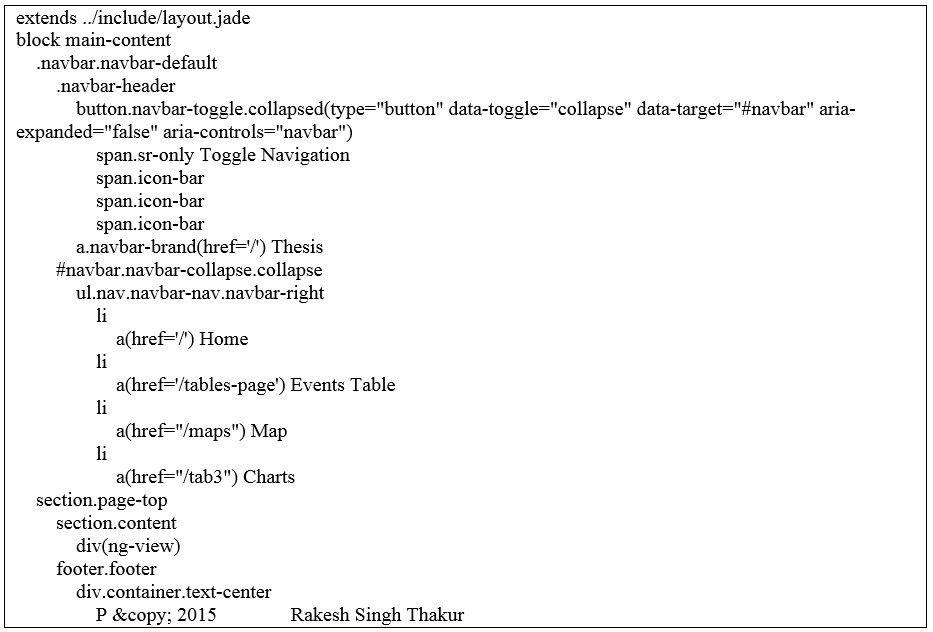 extends ../include/layout.jade
block main-content
.navbar.navbar-default
.navbar-header
button.navbar-toggle.collapsed(type="button" data-toggle="collapse" data-target="#navbar" aria-
expanded="false" aria-controls="navbar")
span.sr-only Toggle Navigation
span.icon-bar
span.icon-bar
span.icon-bar
a.navbar-brand(href='/') Thesis
#navbar.navbar-collapse.collapse
ul.nav.navbar-nav.navbar-right
li
a(href='/') Home
li
a(href='/tables-page') Events Table
li
a(href="/maps") Map
li
a(href="/tab3") Charts
section.page-top
section.content
div(ng-view)
footer.footer
div.container.text-center
P &copy; 2015 Rakesh Singh Thakur